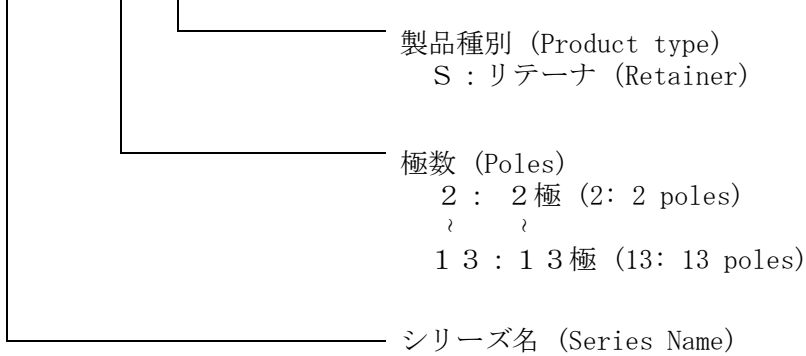 製品種別 (Product type)
S：リテーナ (Retainer)
極数 (Poles)
２： ２極 (2: 2 poles)
～ ～
１３：１３極 (13: 13 poles)
シリーズ名 (Series Name)